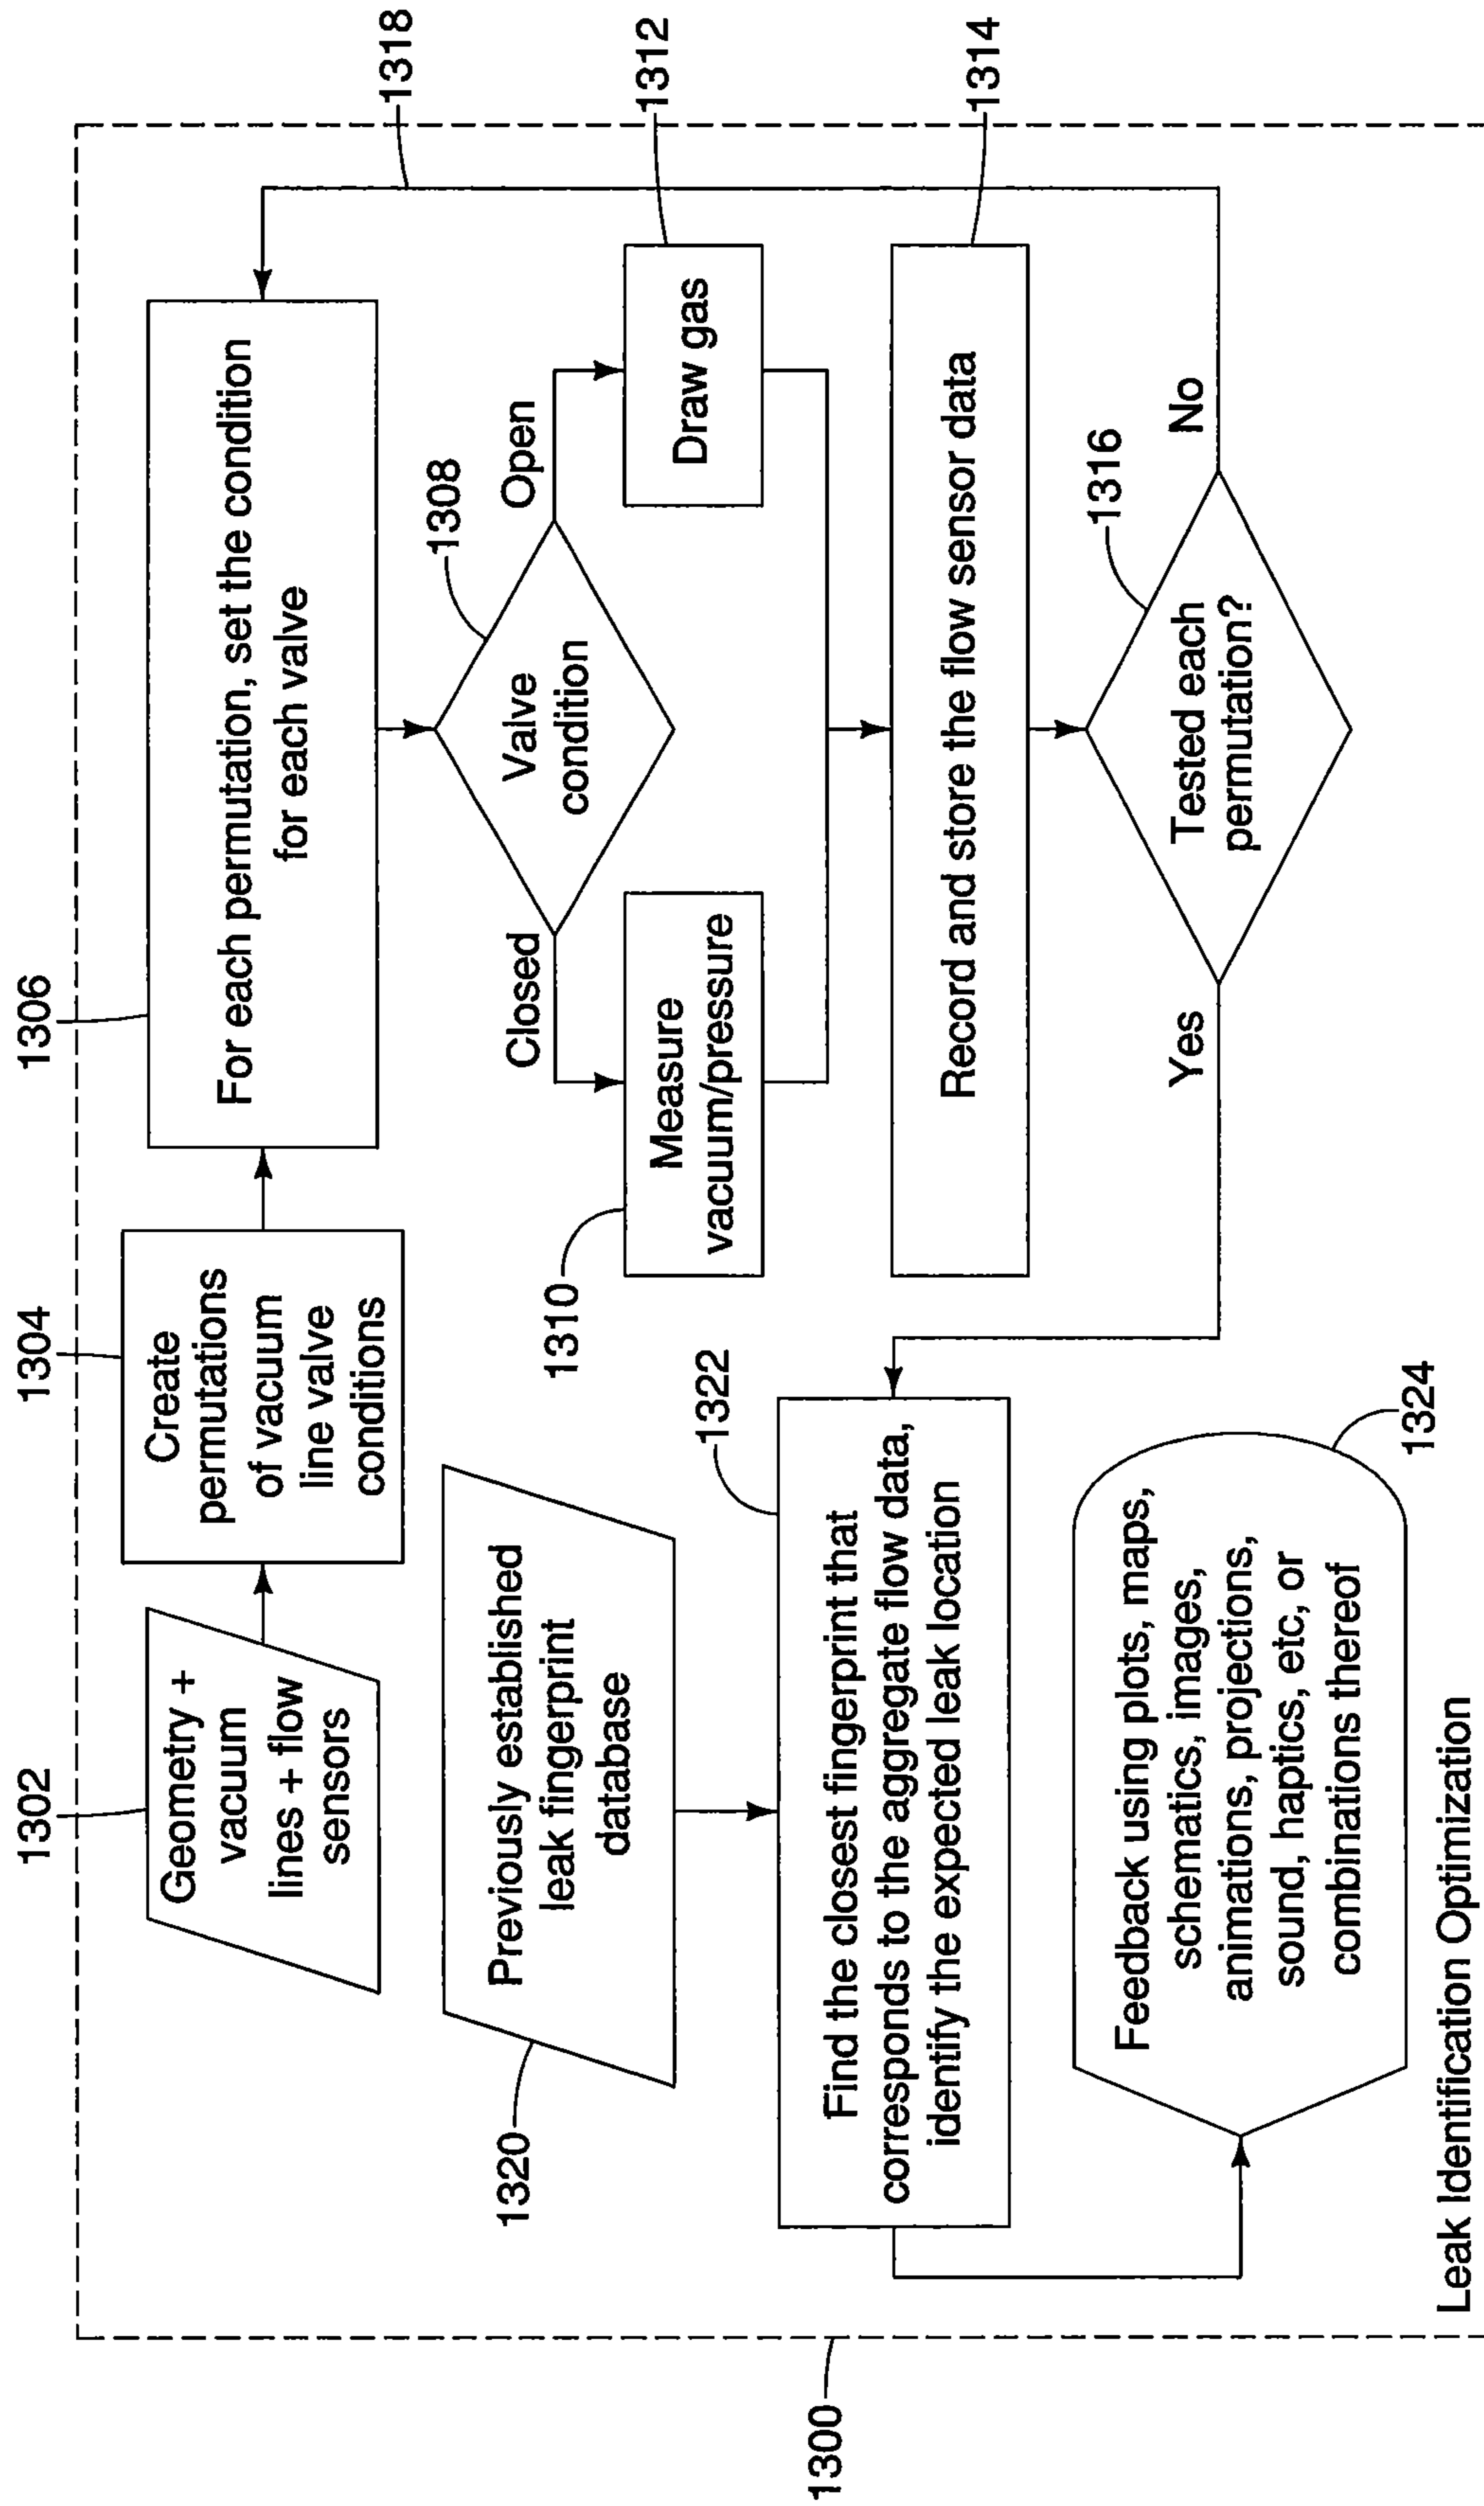 1302
Geometry +
vacuum
lines + flow
sensors
1304
Create
permutations
of vacuum
line valve
conditions
1306
For each permutation, set the condition
for each valve
1318
1308
Valve
condition
Closed
Open
1310
Measure
vacuum/pressure
1312
Draw gas
1314
Record and store the flow sensor data
1316
Tested each
permutation?
Yes
No
1320
Previously established
leak fingerprint
database
1322
Find the closest fingerprint that
corresponds to the aggregate flow data,
identify the expected leak location
1324
Feedback using plots, maps,
schematics, images,
animations, projections,
sound, haptics, etc, or
combinations thereof
1300
Leak Identification Optimization